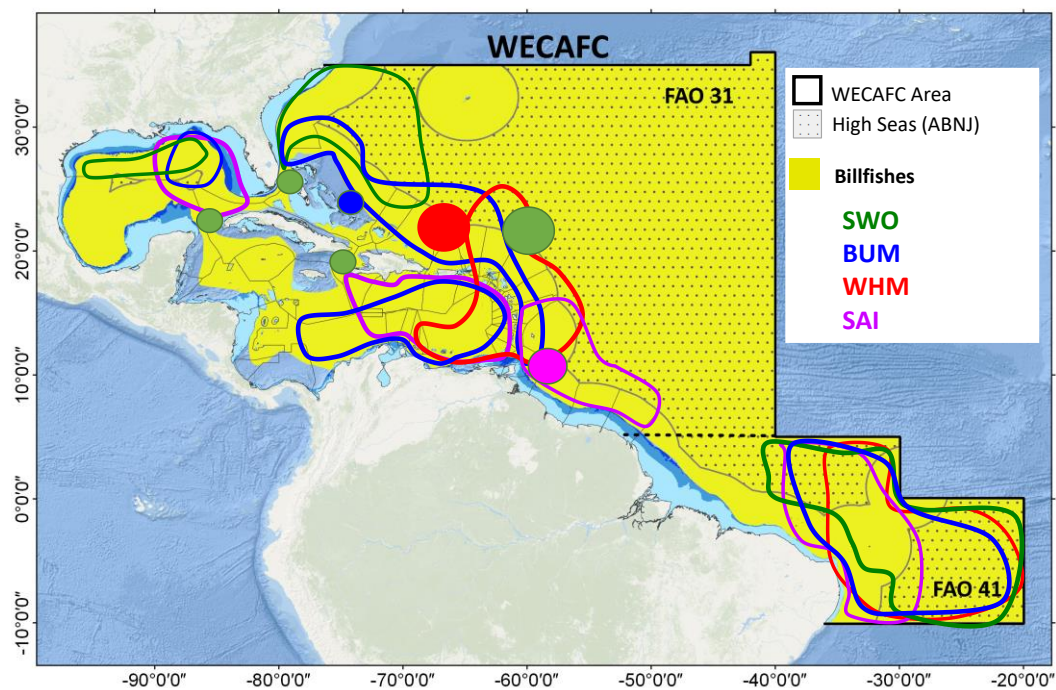 WECAFC
FAO 31
WECAFC Area
High Seas (ABNJ)
Billfishes
SWO
BUM
WHM
SAI
FAO 41
30°0'0"
20°0'0"
10°0'0"
0°0'0"
-10°0'0"
-90°0'0"
-80°0'0"
-70°0'0"
-60°0'0"
-50°0'0"
-40°0'0"
-30°0'0"
-20°0'0"